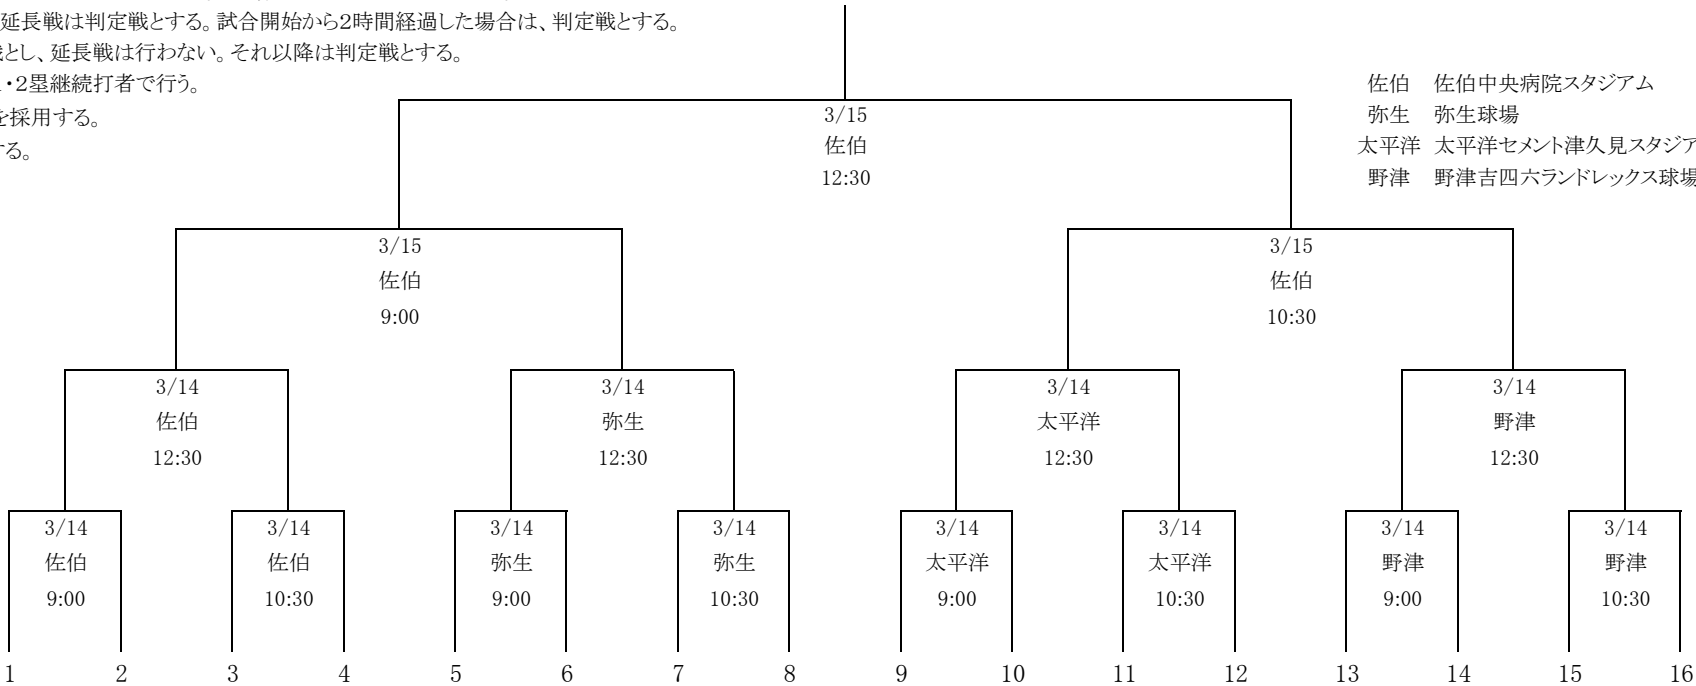 延長戦は判定戦とする。試合開始から2時間経過した場合は、判定戦とする。
戦とし、延長戦は行わない。それ以降は判定戦とする。
・2塁継続打者で行う。
を採用する。
する。
佐伯 佐伯中央病院スタジアム
弥生 弥生球場
太平洋 太平洋セメント津久見スタジア
野津 野津吉四六ランドレックス球場
3/15
佐伯
12:30
3/15 3/15
佐伯 佐伯
9:00 10:30
3/14 3/14 3/14 3/14
佐伯 弥生 太平洋 野津
12:30 12:30 12:30 12:30
3/14 3/14 3/14 3/14 3/14 3/14 3/14 3/14
佐伯 佐伯 弥生 弥生 太平洋 太平洋 野津 野津
9:00 10:30 9:00 10:30 9:00 10:30 9:00 10:30
1 2 3 4 5 6 7 8 9 10 11 12 13 14 15 16